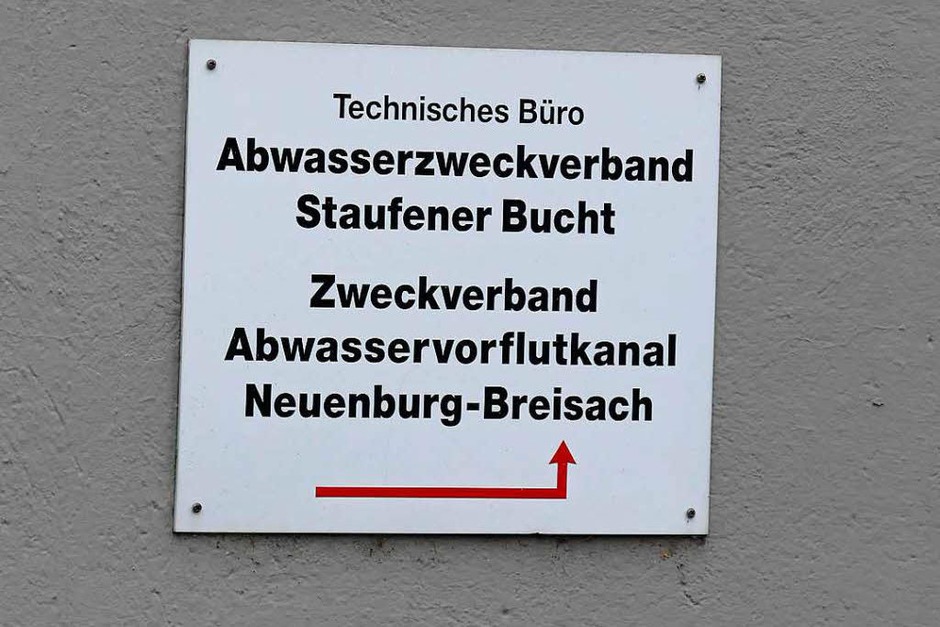 Technisches Büro
Abwasserzweckverband
Staufener Bucht
Zweckverband
Abwasservorflutkanal
Neuenburg-Breisach